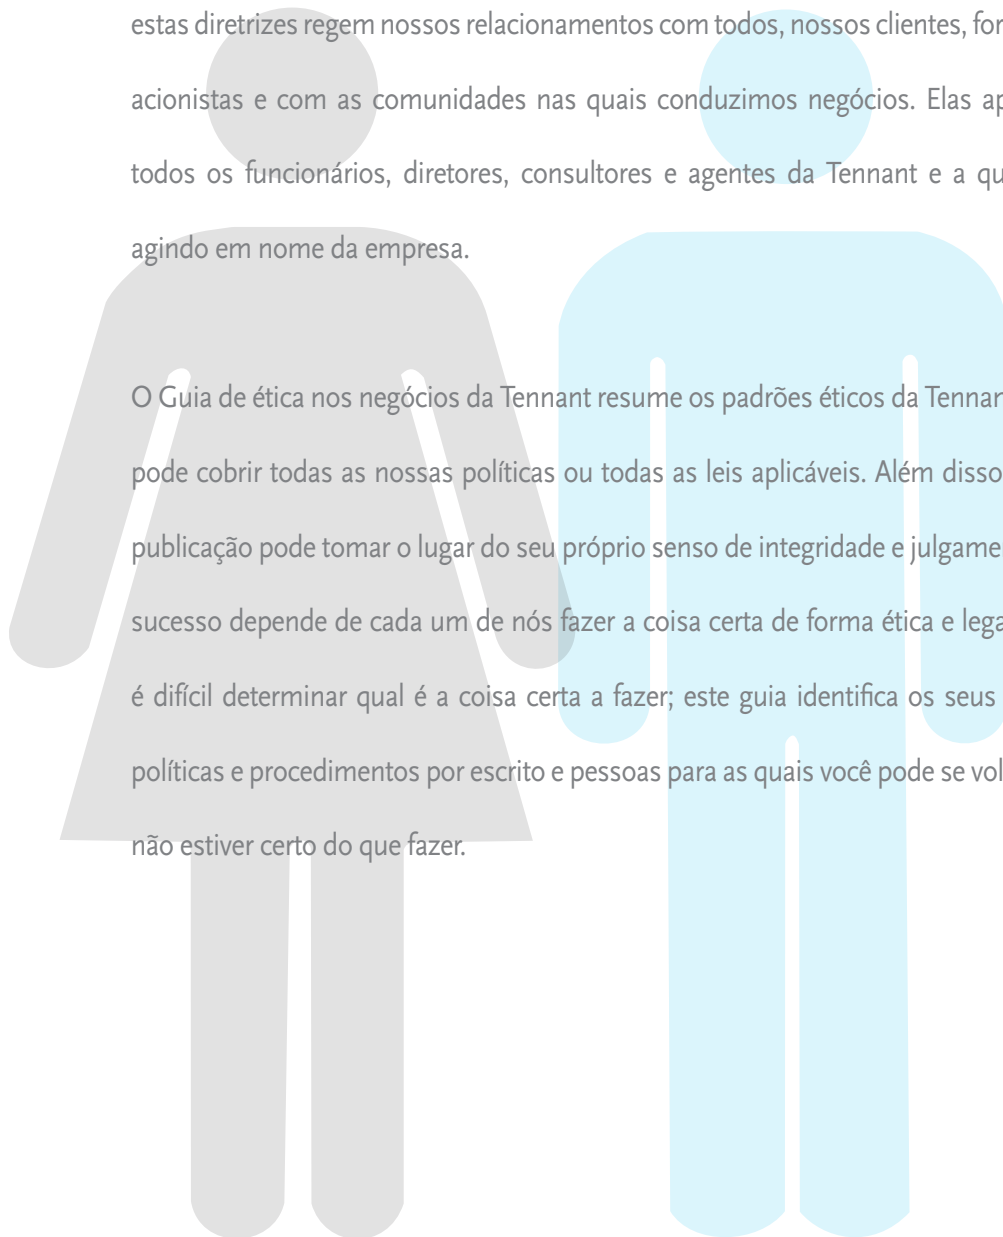 estas diretrizes regem nossos relacionamentos com todos, nossos clientes, for
acionistas e com as comunidades nas quais conduzimos negócios. Elas ap
todos os funcionários, diretores, consultores e agentes da Tennant e a qu
agindo em nome da empresa.
O Guia de ética nos negócios da Tennant resume os padrões éticos da Tennan
pode cobrir todas as nossas políticas ou todas as leis aplicáveis. Além disso
publicação pode tomar o lugar do seu próprio senso de integridade e julgame
sucesso depende de cada um de nós fazer a coisa certa de forma ética e lega
é difícil determinar qual é a coisa certa a fazer; este guia identifica os seus
políticas e procedimentos por escrito e pessoas para as quais você pode se vol
não estiver certo do que fazer.